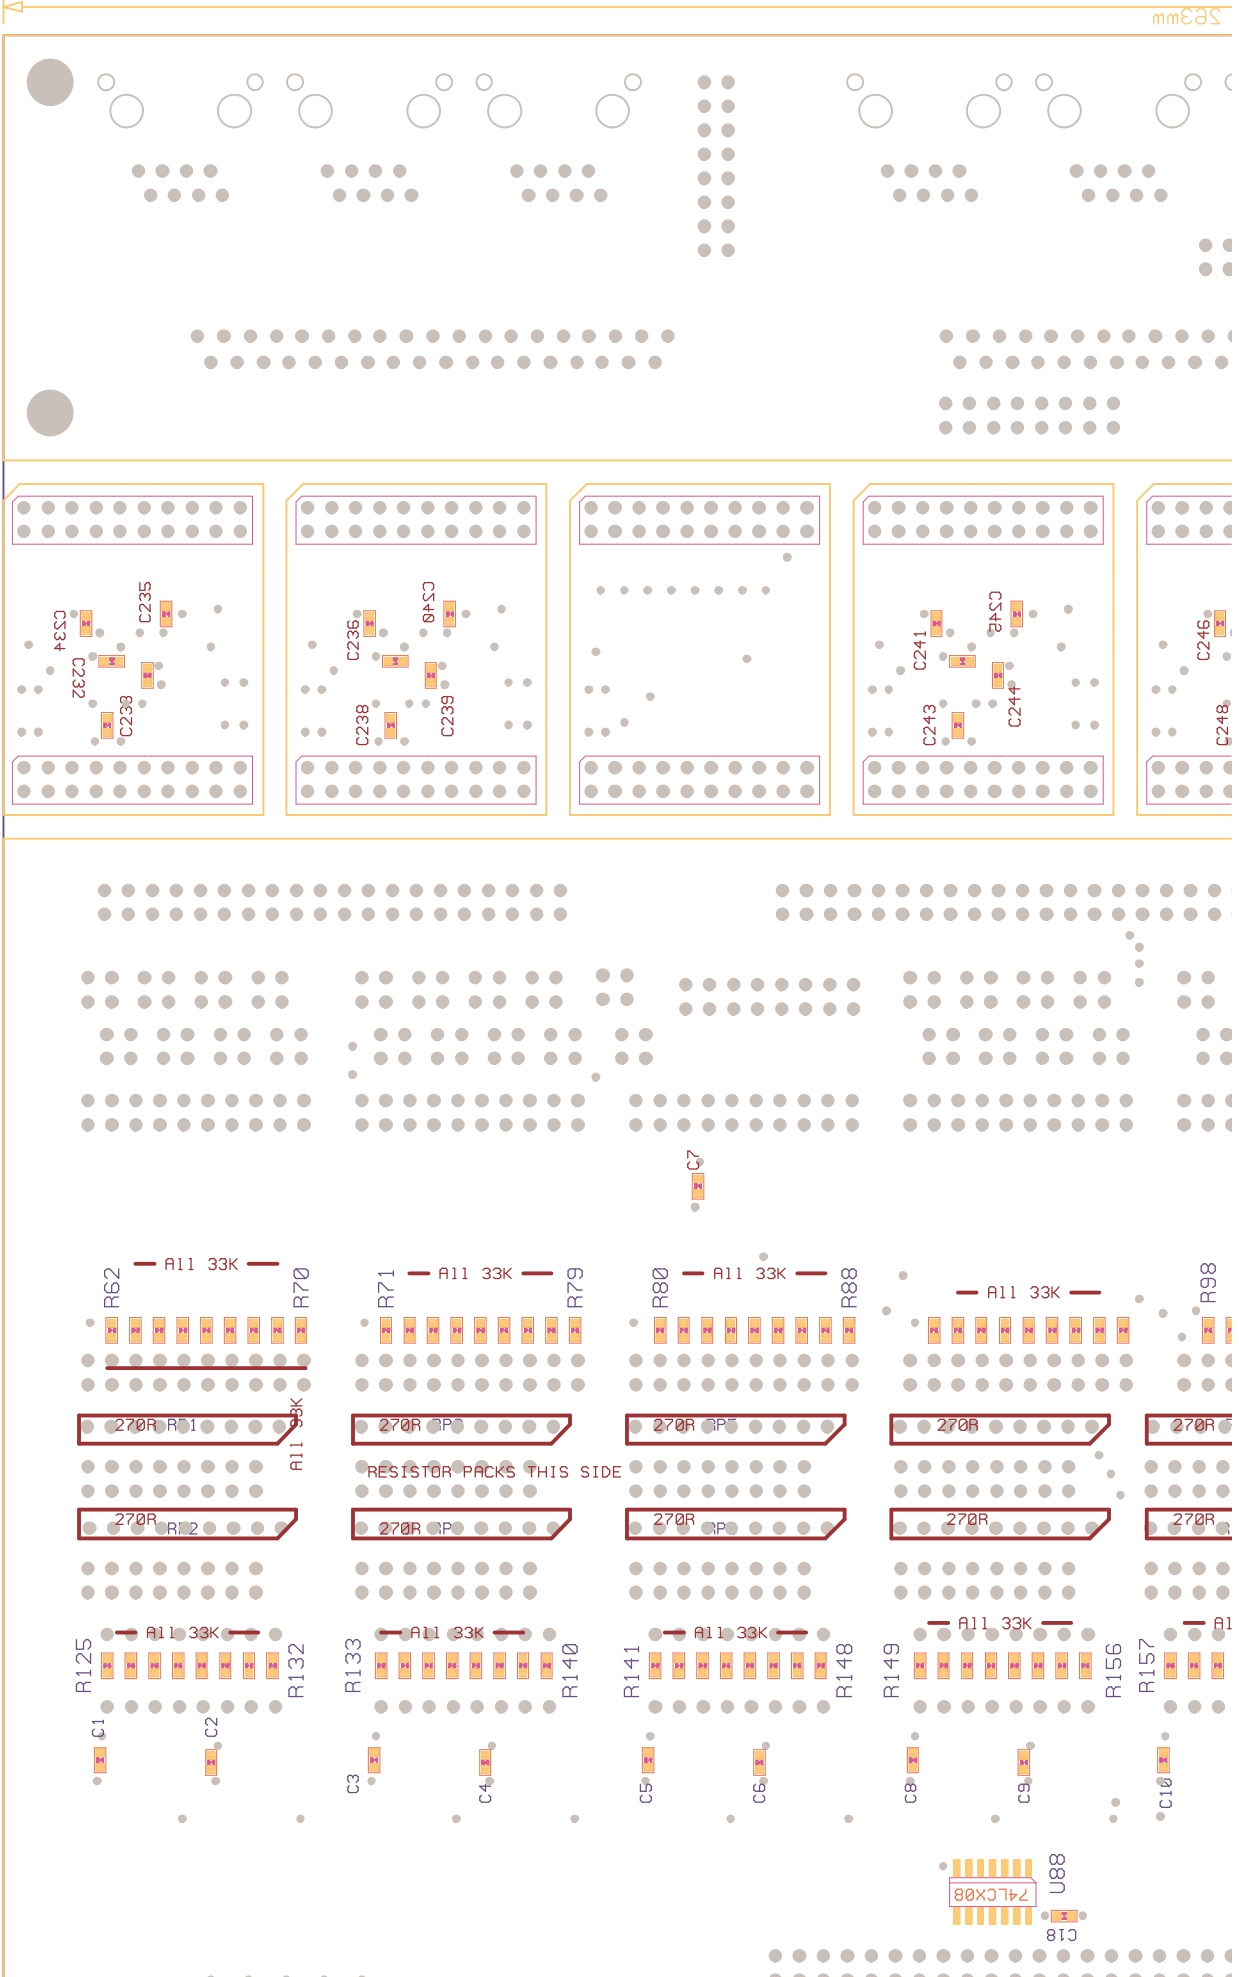 263mm
C234
C235
C232
C238
C236
C240
C238
C239
C241
C245
C243
C244
C246
C248
C7
R62
All 33K
R70
R71
All 33K
R79
R80
All 33K
R88
All 33K
R98
270R
All 33K
270R
270R
270R
270R
RESISTOR PACKS THIS SIDE
270R
270R
270R
270R
270R
R125
All 33K
R132
R133
All 33K
R140
R141
All 33K
R148
R149
All 33K
R156
R157
C1
C2
C3
C4
C5
C6
C8
C9
C10
74LCX08
U88
C18